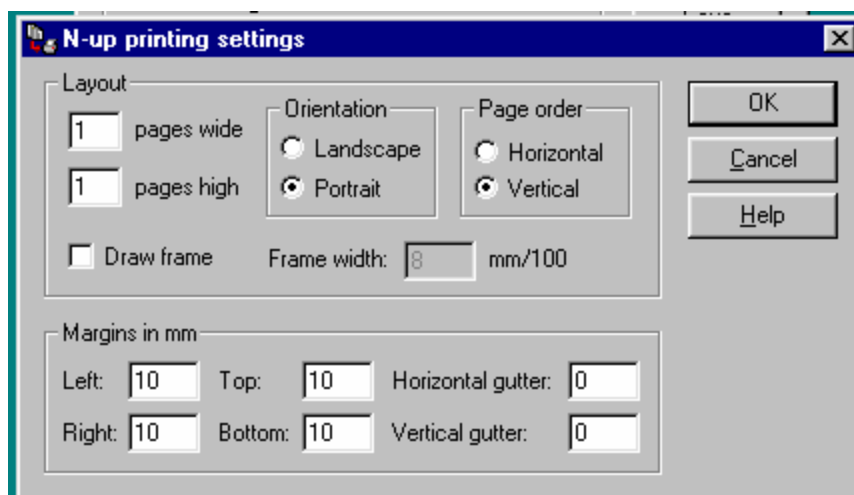 N-up printing settings
Layout
1 pages wide
1 pages high
Orientation
Landscape
Portrait
Page order
Horizontal
Vertical
Draw frame
Frame width: 8 mm/100
OK
Cancel
Help
Margins in mm
Left: 10 Top: 10 Horizontal gutter: 0
Right: 10 Bottom: 10 Vertical gutter: 0